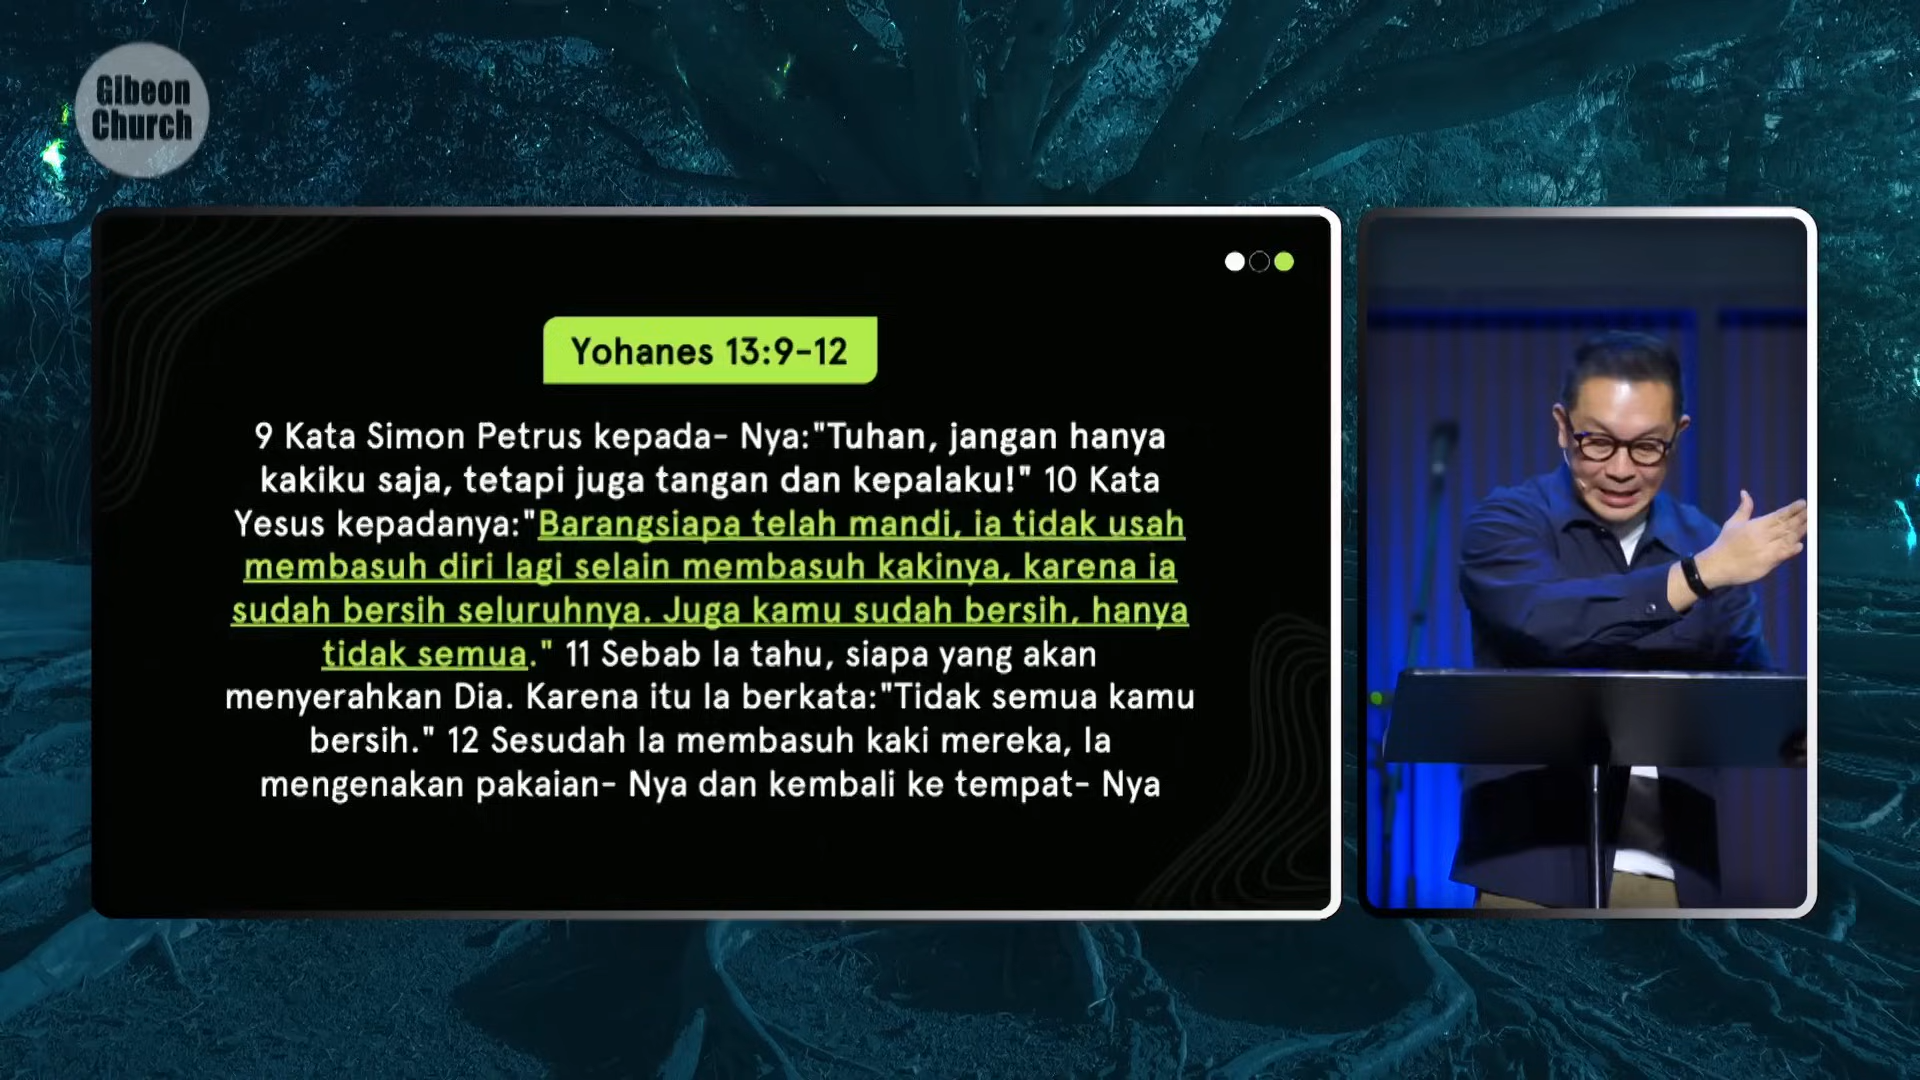 Gibeon
Church
Yohanes 13:9-12
9 Kata Simon Petrus kepada- Nya:"Tuhan, jangan hanya
kakiku saja, tetapi juga tangan dan kepalaku!" 10 Kata
Yesus kepadanya:"Barangsiapa telah mandi, ia tidak usah
membasuh diri lagi selain membasuh kakinya, karena ia
sudah bersih seluruhnya. Juga kamu sudah bersih, hanya
tidak semua." 11 Sebab Ia tahu, siapa yang akan
menyerahkan Dia. Karena itu Ia berkata:"Tidak semua kamu
bersih." 12 Sesudah Ia membasuh kaki mereka, Ia
mengenakan pakaian- Nya dan kembali ke tempat- Nya